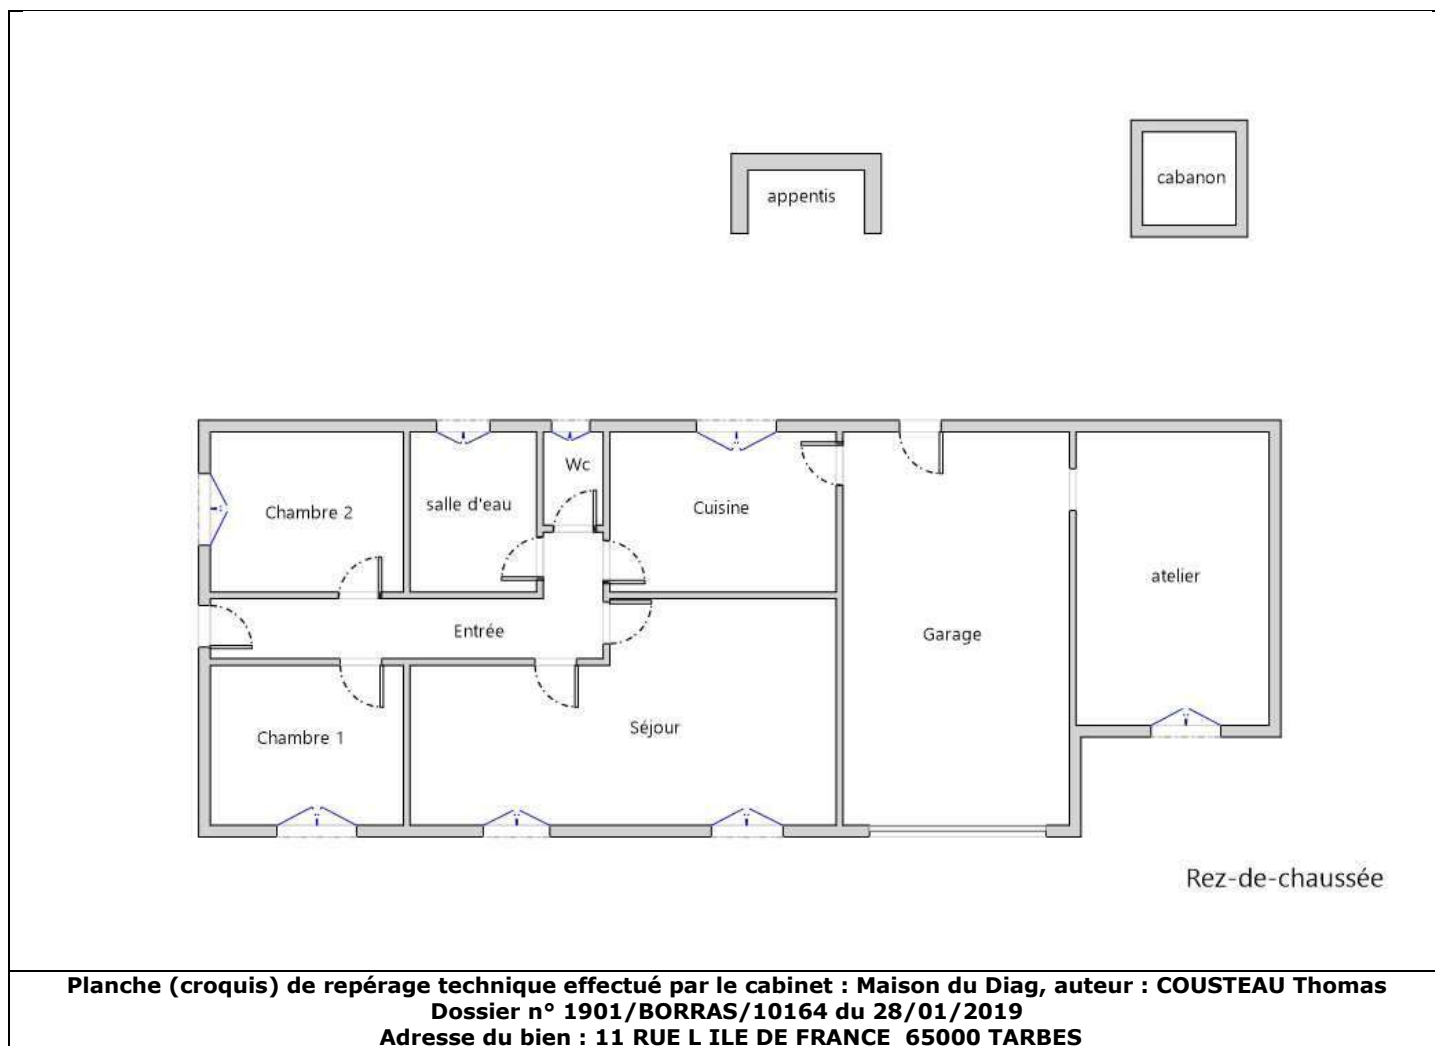 cabanon
appentis
Wc
salle d'eau
Cuisine
Chambre 2
atelier
Entrée
Garage
Séjour
Chambre 1
Rez-de-chaussée
Planche (croquis) de repérage technique effectué par le cabinet : Maison du Diag, auteur : COUSTEAU Thomas
Dossier n° 1901/BORRAS/10164 du 28/01/2019
Adresse du bien : 11 RUE L ILE DE FRANCE 65000 TARBES